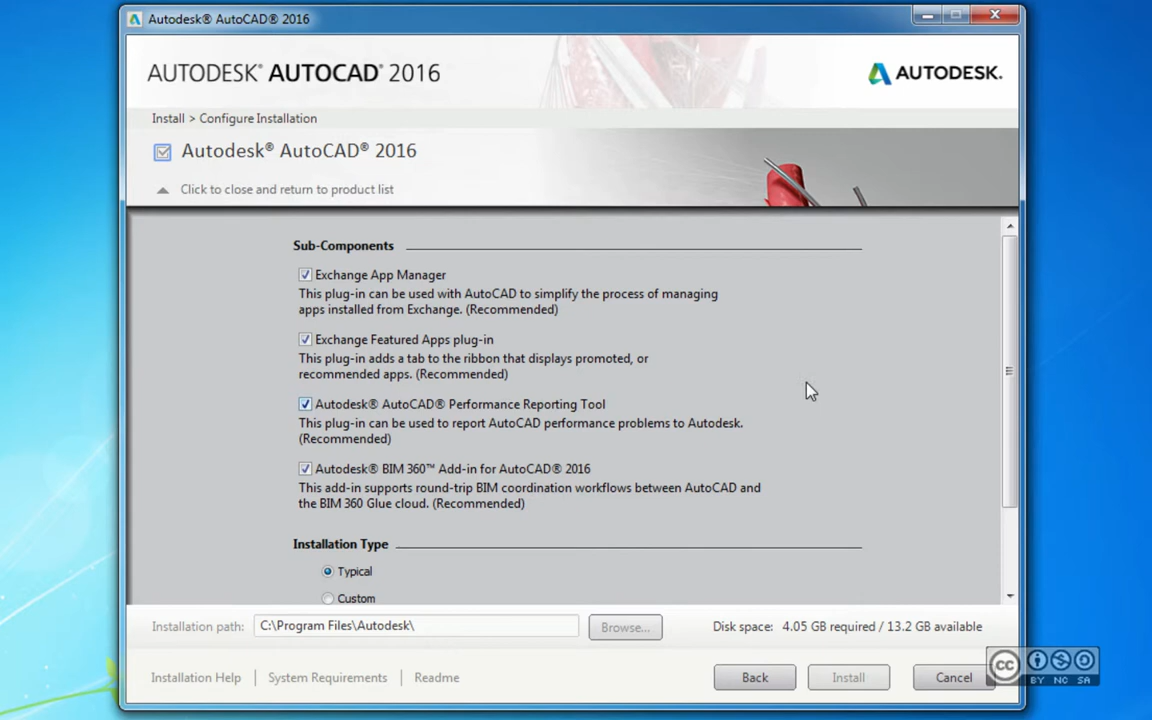 Autodesk® AutoCAD® 2016
AUTODESK® AUTOCAD® 2016
AUTODESK.
Install > Configure Installation
Autodesk® AutoCAD® 2016
Click to close and return to product list
Sub-Components
Exchange App Manager
This plug-in can be used with AutoCAD to simplify the process of managing
apps installed from Exchange. (Recommended)
Exchange Featured Apps plug-in
This plug-in adds a tab to the ribbon that displays promoted, or
recommended apps. (Recommended)
Autodesk® AutoCAD® Performance Reporting Tool
This plug-in can be used to report AutoCAD performance problems to Autodesk.
(Recommended)
Autodesk® BIM 360™ Add-in for AutoCAD® 2016
This add-in supports round-trip BIM coordination workflows between AutoCAD and
the BIM 360 Glue cloud. (Recommended)
Installation Type
Typical
Custom
Installation path: C:\Program Files\Autodesk\ Browse... Disk space: 4.05 GB required / 13.2 GB available
Installation Help | System Requirements | Readme Back Install Cancel
cc
BY NC SA